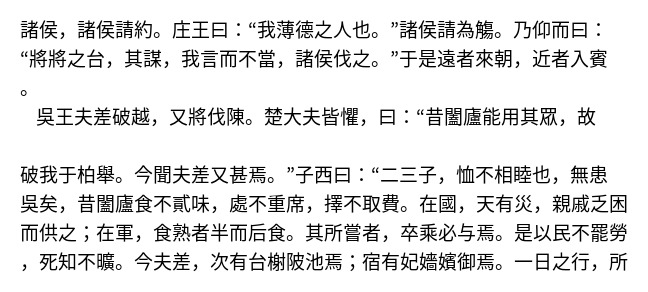 諸侯，諸侯請約。庄王曰：“我薄德之人也。”諸侯請為觴。乃仰而曰：
“將將之台，其謀，我言而不當，諸侯伐之。”于是遠者來朝，近者入賓
。
吳王夫差破越，又將伐陳。楚大夫皆懼，曰：“昔闔廬能用其眾，故
破我于柏舉。今聞夫差又甚焉。”子西曰：“二三子，恤不相睦也，無患
吳矣，昔闔廬食不貳味，處不重席，擇不取費。在國，天有災，親戚乏困
而供之；在軍，食熟者半而后食。其所嘗者，卒乘必与焉。是以民不罷勞
，死知不曠。今夫差，次有台榭陂池焉；宿有妃嬙嬪御焉。一日之行，所